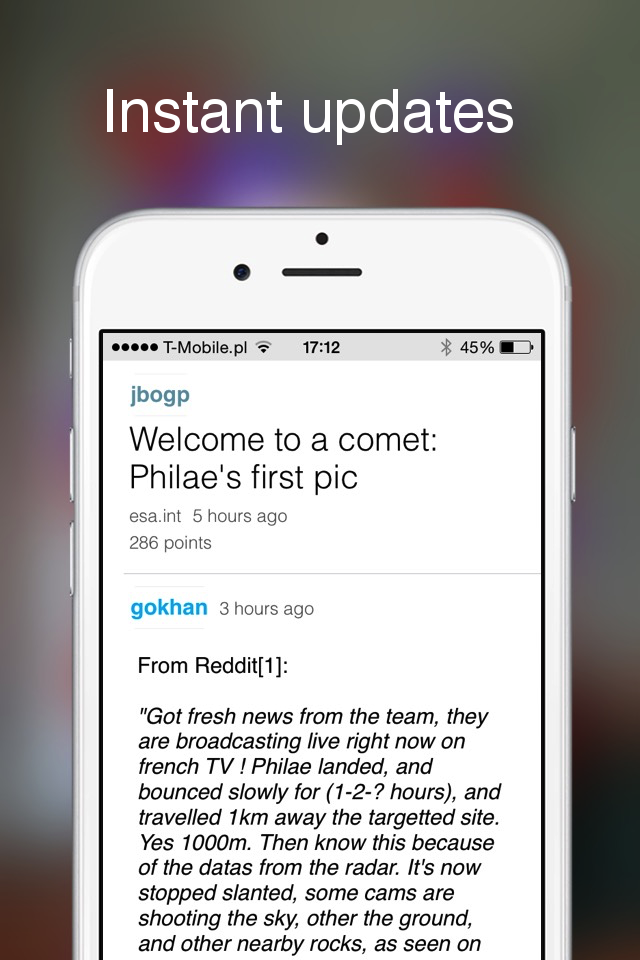 Instant updates
●●●●● T-Mobile.pl 17:12 45%
jbogp
Welcome to a comet:
Philae's first pic
esa.int 5 hours ago
286 points
gokhan 3 hours ago
From Reddit[1]:
"Got fresh news from the team, they
are broadcasting live right now on
french TV ! Philae landed, and
bounced slowly for (1-2-? hours), and
travelled 1km away the targetted site.
Yes 1000m. Then know this because
of the datas from the radar. It's now
stopped slanted, some cams are
shooting the sky, other the ground,
and other nearby rocks, as seen on